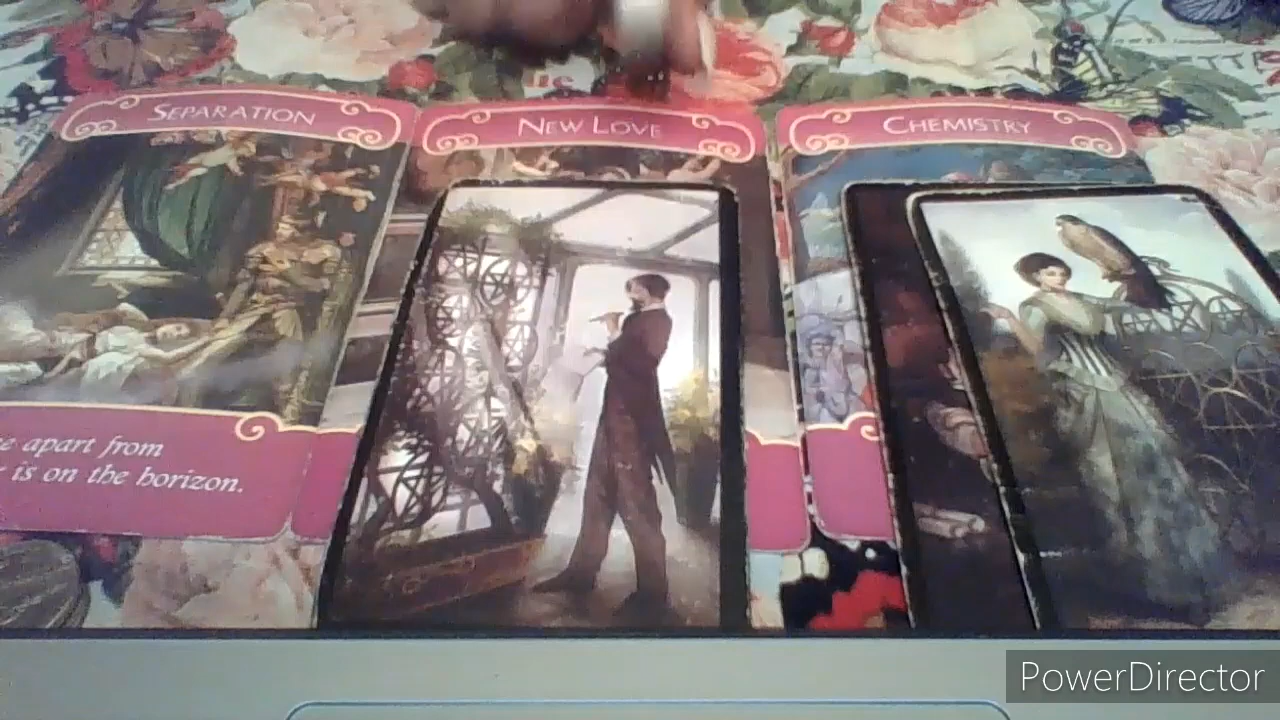 SEPARATION
NEW LOVE
CHEMISTRY
e apart from
is on the horizon.
PowerDirector